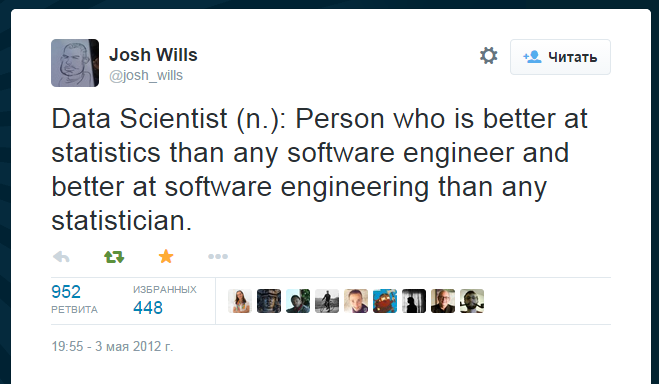 Josh Wills
@josh_wills
Читать
Data Scientist (n.): Person who is better at
statistics than any software engineer and
better at software engineering than any
statistician.
952
РЕТВИТА
ИЗБРАННЫХ
448
19:55 - 3 мая 2012 г.